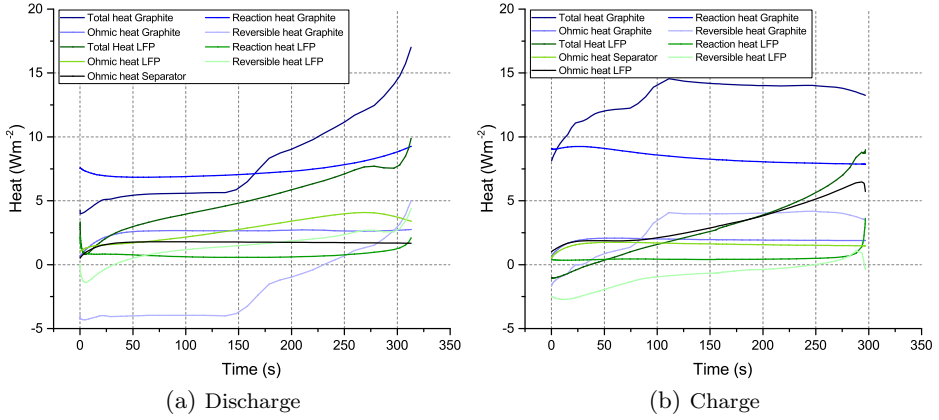 Total heat Graphite
Reaction heat Graphite
Ohmic heat Graphite
Reversible heat Graphite
Total Heat LFP
Reaction heat LFP
Ohmic heat LFP
Reversible heat LFP
Ohmic heat Separator
20
15
10
5
0
-5
Heat (Wm-2)
0
50
100
150
200
250
300
350
Time (s)
(a) Discharge
Total heat Graphite
Reaction heat Graphite
Ohmic heat Graphite
Reversible heat Graphite
Total Heat LFP
Reaction heat LFP
Ohmic heat Separator
Reversible heat LFP
Ohmic heat LFP
20
15
10
5
0
-5
Heat (Wm-2)
0
50
100
150
200
250
300
350
Time (s)
(b) Charge